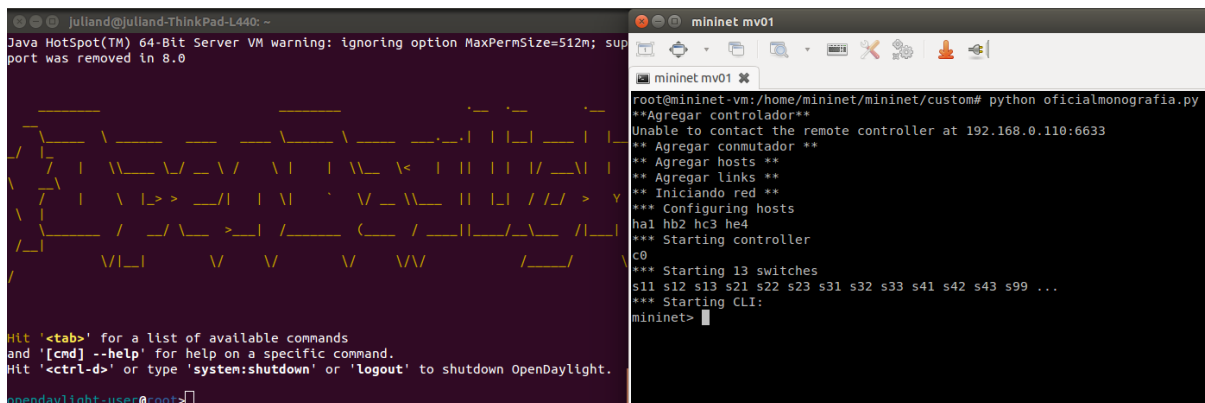 juliand@juliand-ThinkPad-L440: ~
Java HotSpot(TM) 64-Bit Server VM warning: ignoring option MaxPermSize=512m; sup
port was removed in 8.0
Hit '<tab>' for a list of available commands
and '[cmd] --help' for help on a specific command.
Hit '<ctrl-d>' or type 'system:shutdown' or 'logout' to shutdown OpenDaylight.
opendaylight-user@root>
mininet mv01
mininet mv01
root@mininet-vm:/home/mininet/mininet/custom# python oficialmonografia.py
**Agregar controlador**
Unable to contact the remote controller at 192.168.0.110:6633
** Agregar conmutador **
** Agregar hosts **
** Agregar links **
** Iniciando red **
*** Configuring hosts
ha1 hb2 hc3 he4
*** Starting controller
c0
*** Starting 13 switches
s11 s12 s13 s21 s22 s23 s31 s32 s33 s41 s42 s43 s99 ...
*** Starting CLI:
mininet>